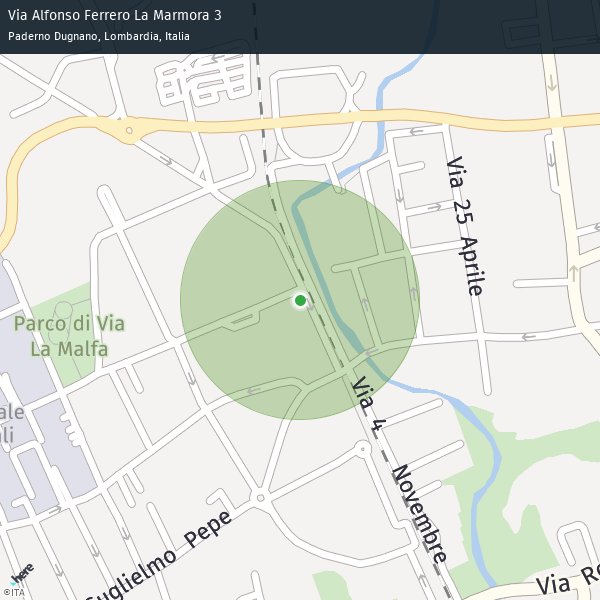 Via Alfonso Ferrero La Marmora 3
Paderno Dugnano, Lombardia, Italia
Via 25 Aprile
Parco di Via
La Malfa
ale
ali
Via 4 Novembre
Guglielmo Pepe
Via Ro
here
©ITA